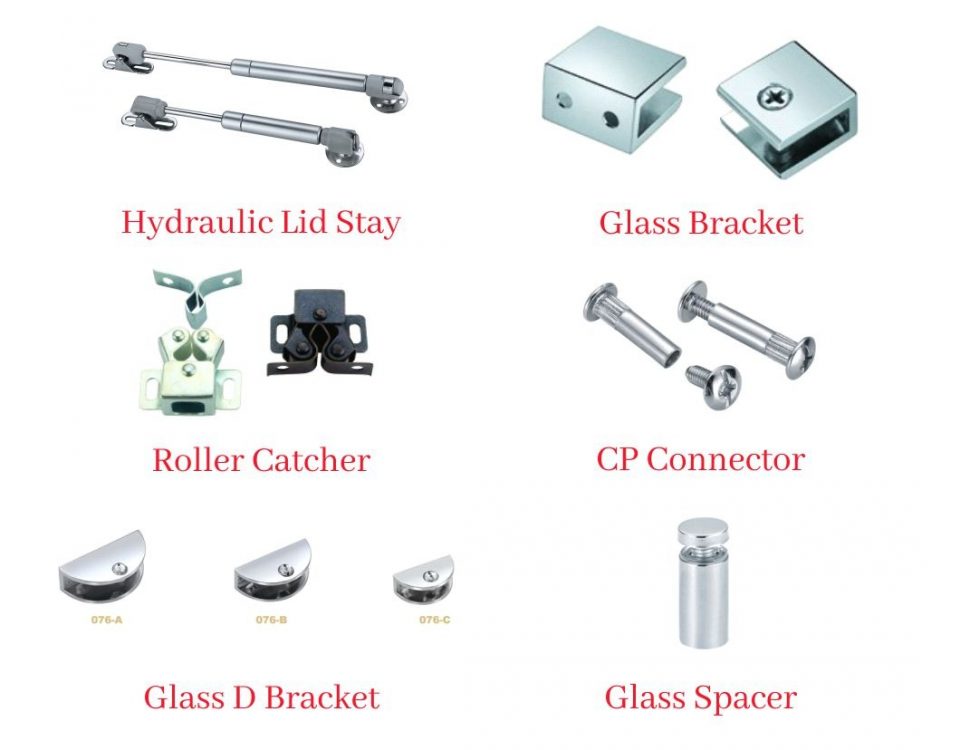 Hydraulic Lid Stay
Glass Bracket
Roller Catcher
CP Connector
076-A
076-B
076-C
Glass D Bracket
Glass Spacer